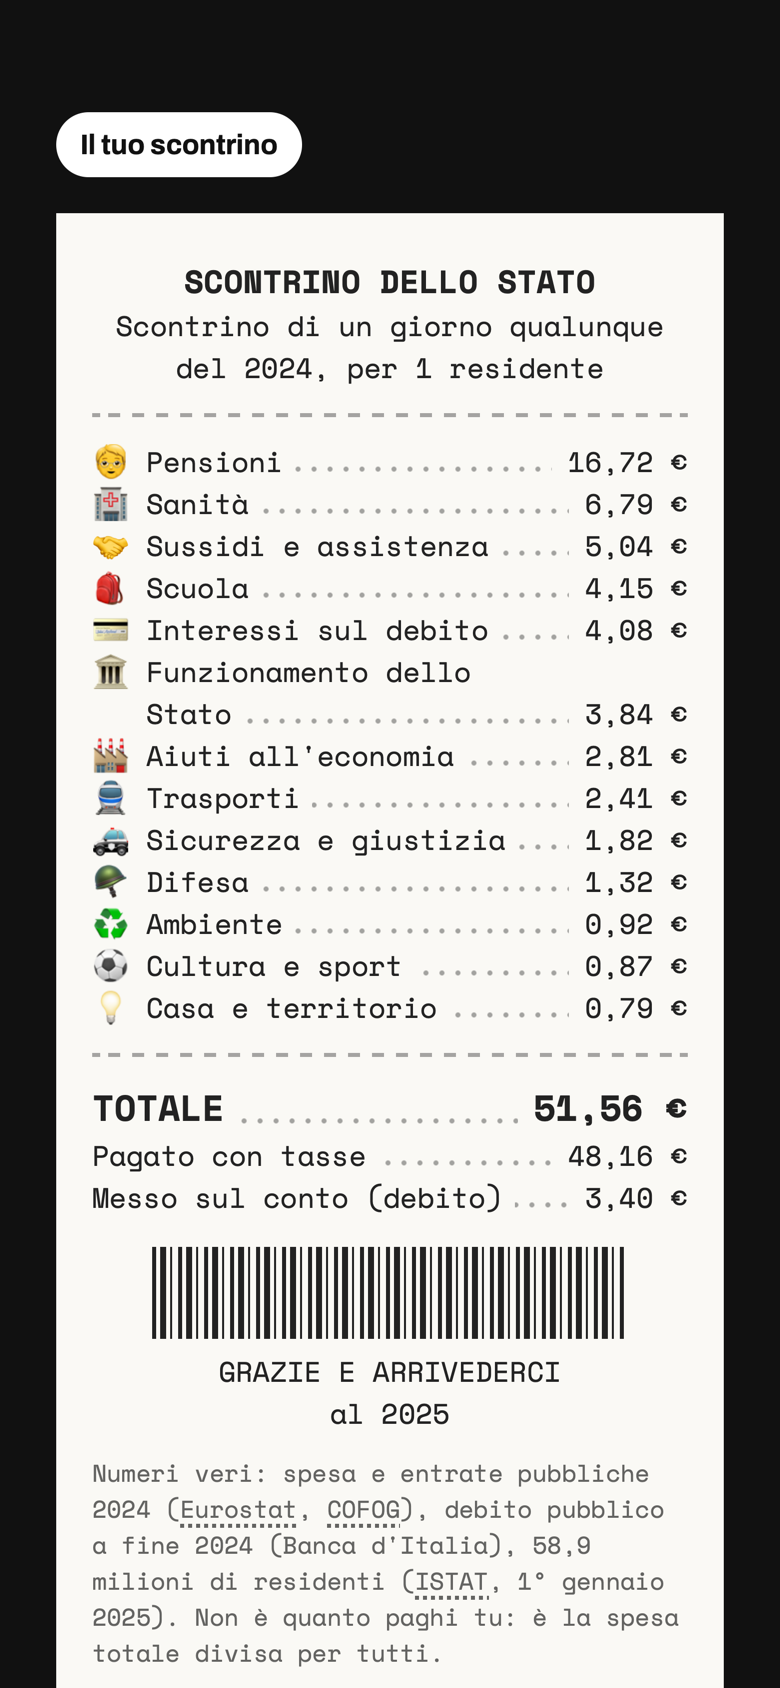 Il tuo scontrino
SCONTRINO DELLO STATO
Scontrino di un giorno qualunque
del 2024, per 1 residente
Pensioni ................ 16,72 €
Sanità ................... 6,79 €
Sussidi e assistenza ..... 5,04 €
Scuola ................... 4,15 €
Interessi sul debito ..... 4,08 €
Funzionamento dello
Stato .................... 3,84 €
Aiuti all'economia ...... 2,81 €
Trasporti ................ 2,41 €
Sicurezza e giustizia .... 1,82 €
Difesa ................... 1,32 €
Ambiente ................. 0,92 €
Cultura e sport ......... 0,87 €
Casa e territorio ....... 0,79 €
TOTALE ................. 51,56 €
Pagato con tasse .......... 48,16 €
Messo sul conto (debito) .... 3,40 €
GRAZIE E ARRIVEDERCI
al 2025
Numeri veri: spesa e entrate pubbliche
2024 (Eurostat, COFOG), debito pubblico
a fine 2024 (Banca d'Italia), 58,9
milioni di residenti (ISTAT, 1° gennaio
2025). Non è quanto paghi tu: è la spesa
totale divisa per tutti.